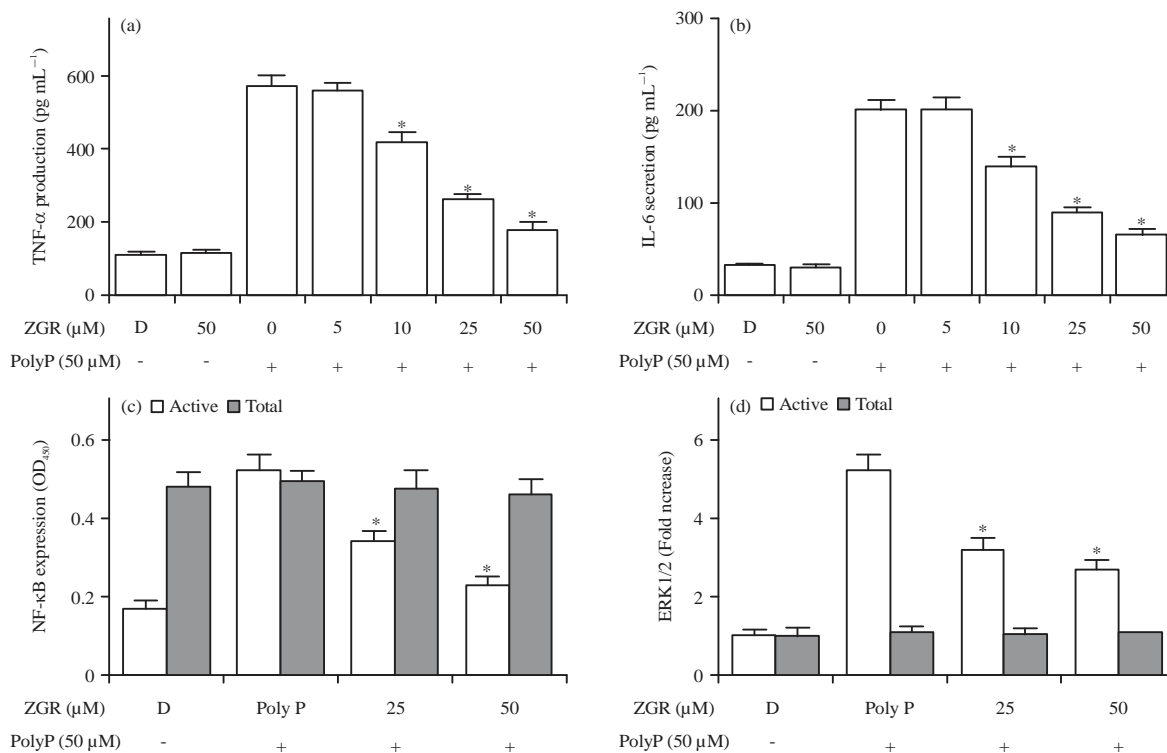 (a)
TNF-α production (pg mL⁻¹)
600
400
200
0
* * *
ZGR (µM) D 50 0 5 10 25 50
PolyP (50 µM) - - + + + + +
(b)
IL-6 secretion (pg mL⁻¹)
300
200
100
0
* * *
ZGR (µM) D 50 0 5 10 25 50
PolyP (50 µM) - - + + + + +
(c) Active Total
NF-κB expression (OD₄₅₀)
0.6
0.4
0.2
0
* *
ZGR (µM) D Poly P 25 50
PolyP (50 µM) - + + +
(d) Active Total
ERK1/2 (Fold ncrease)
6
4
2
0
* *
ZGR (µM) D Poly P 25 50
PolyP (50 µM) - + + +